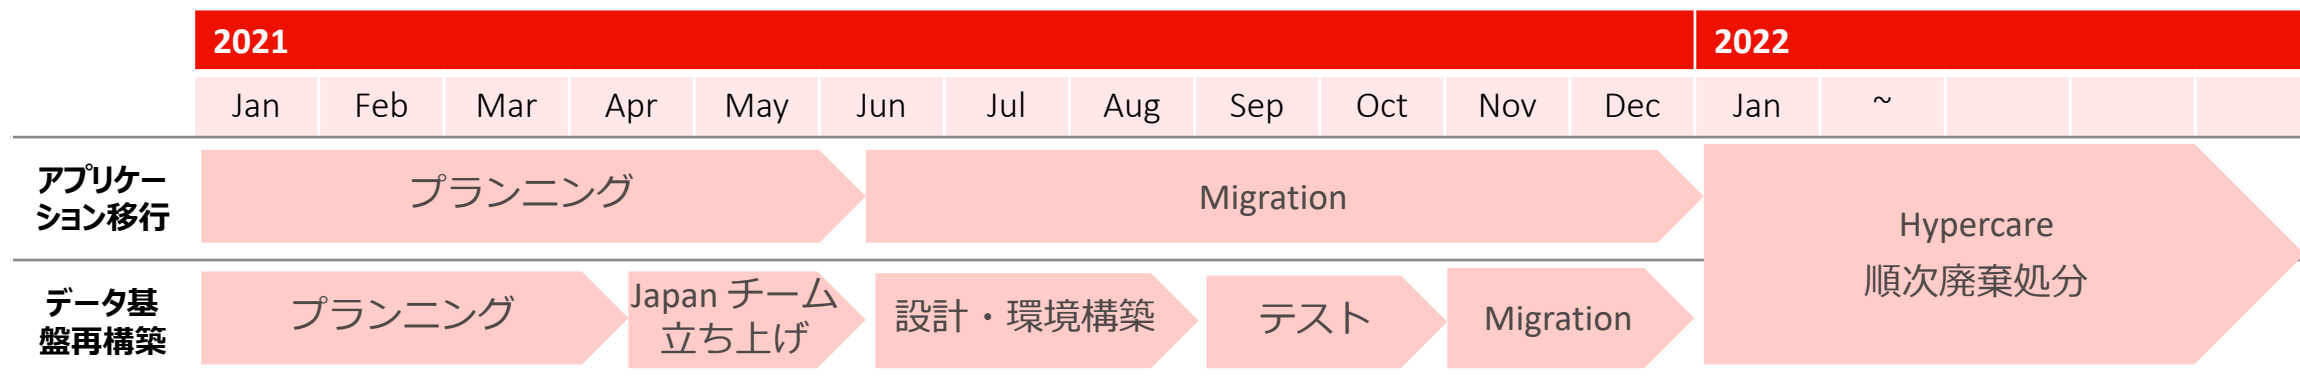 2021
2022
Jan
Feb
Mar
Apr
May
Jun
Jul
Aug
Sep
Oct
Nov
Dec
Jan
~
アプリケー
ション移行
プランニング
Migration
Hypercare
順次廃棄処分
データ基
盤再構築
プランニング
Japan チーム
立ち上げ
設計・環境構築
テスト
Migration